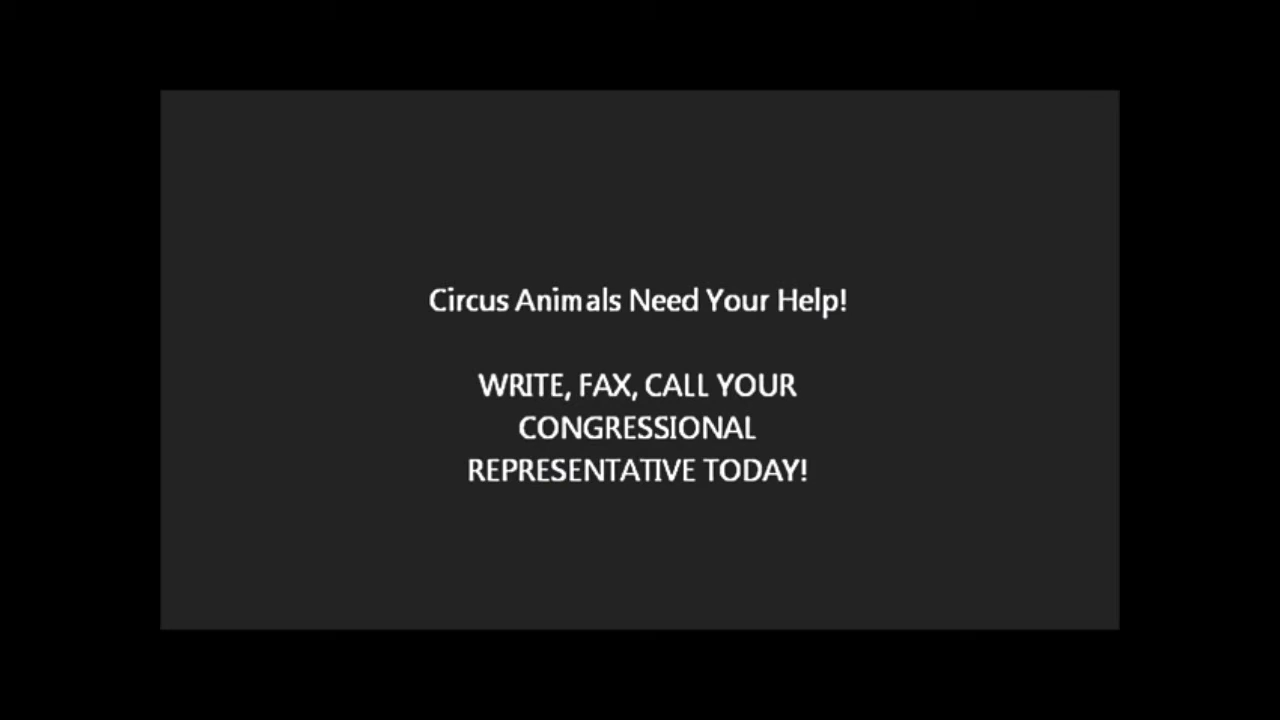 Circus Animals Need Your Help!
WRITE, FAX, CALL YOUR
CONGRESSIONAL
REPRESENTATIVE TODAY!